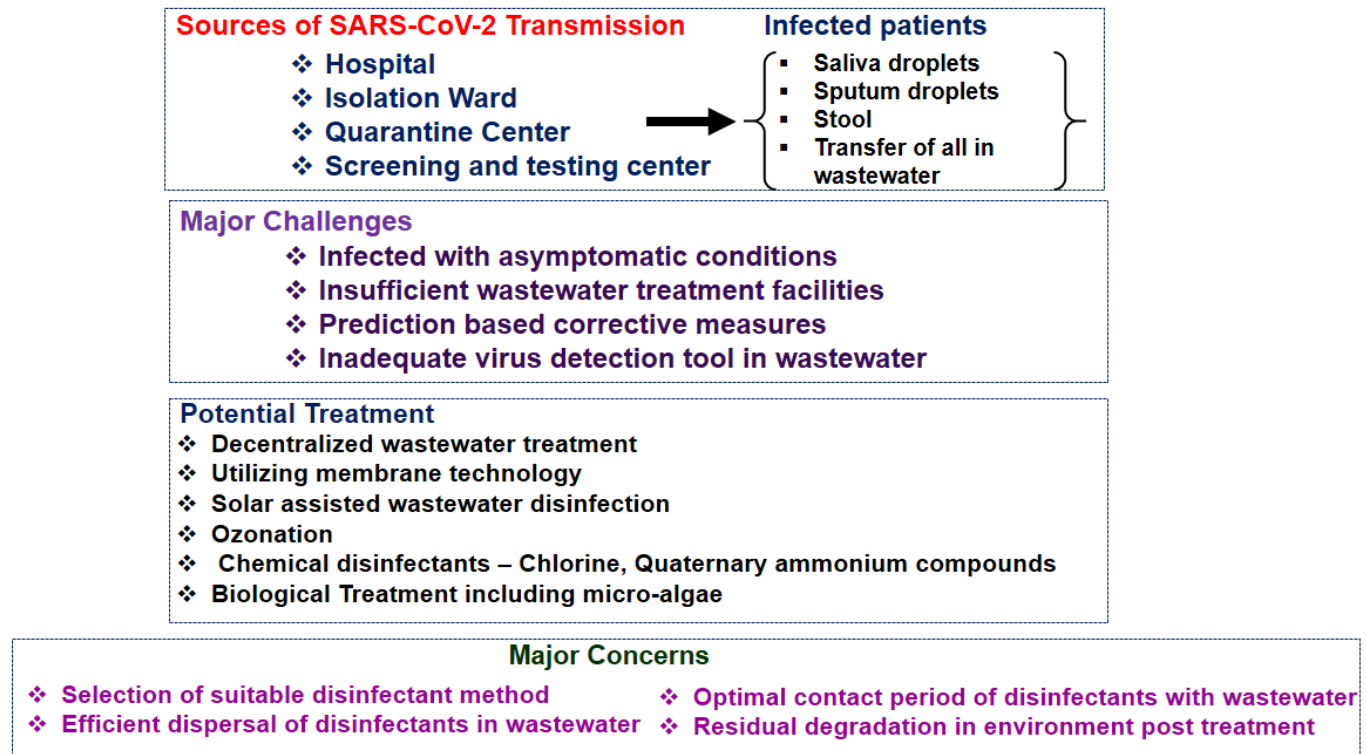 Sources of SARS-CoV-2 Transmission
❖ Hospital
❖ Isolation Ward
❖ Quarantine Center
❖ Screening and testing center
Infected patients
▪ Saliva droplets
▪ Sputum droplets
▪ Stool
▪ Transfer of all in
wastewater
Major Challenges
❖ Infected with asymptomatic conditions
❖ Insufficient wastewater treatment facilities
❖ Prediction based corrective measures
❖ Inadequate virus detection tool in wastewater
Potential Treatment
❖ Decentralized wastewater treatment
❖ Utilizing membrane technology
❖ Solar assisted wastewater disinfection
❖ Ozonation
❖ Chemical disinfectants – Chlorine, Quaternary ammonium compounds
❖ Biological Treatment including micro-algae
Major Concerns
❖ Selection of suitable disinfectant method
❖ Efficient dispersal of disinfectants in wastewater
❖ Optimal contact period of disinfectants with wastewater
❖ Residual degradation in environment post treatment